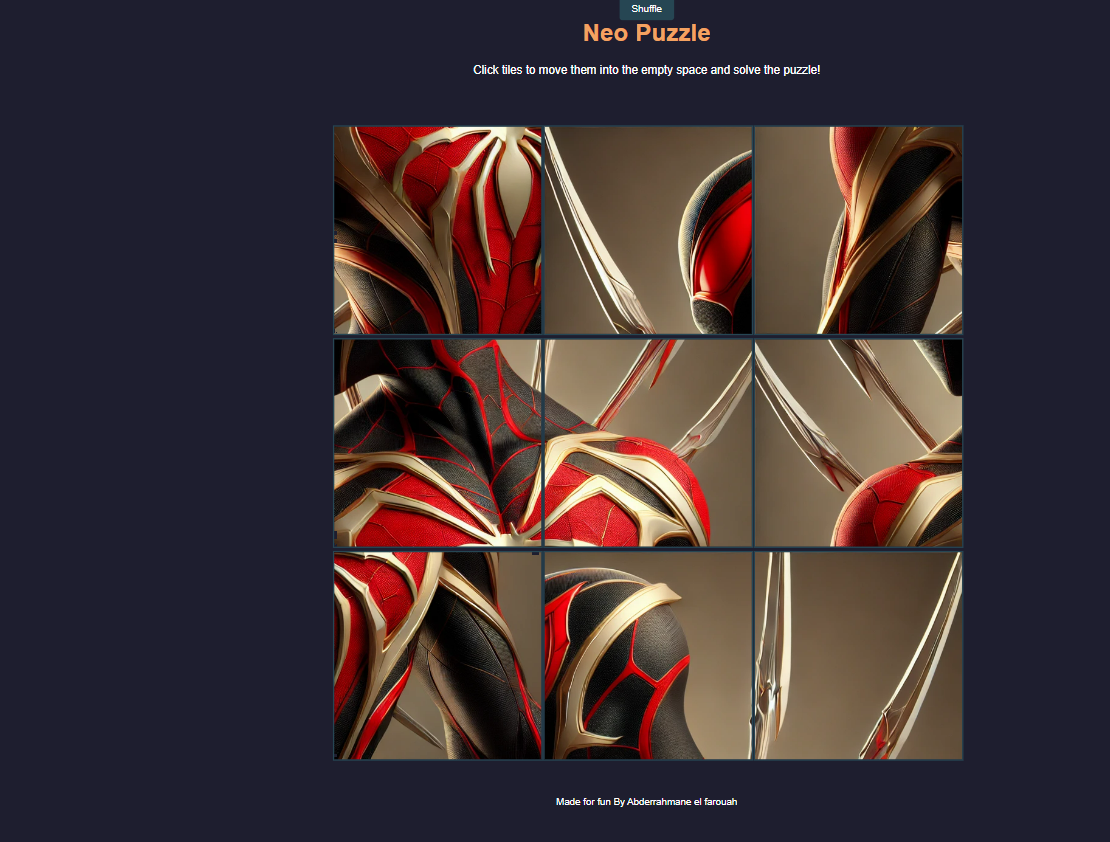 Shuffle
Neo Puzzle
Click tiles to move them into the empty space and solve the puzzle!
Made for fun By Abderrahmane el farouah